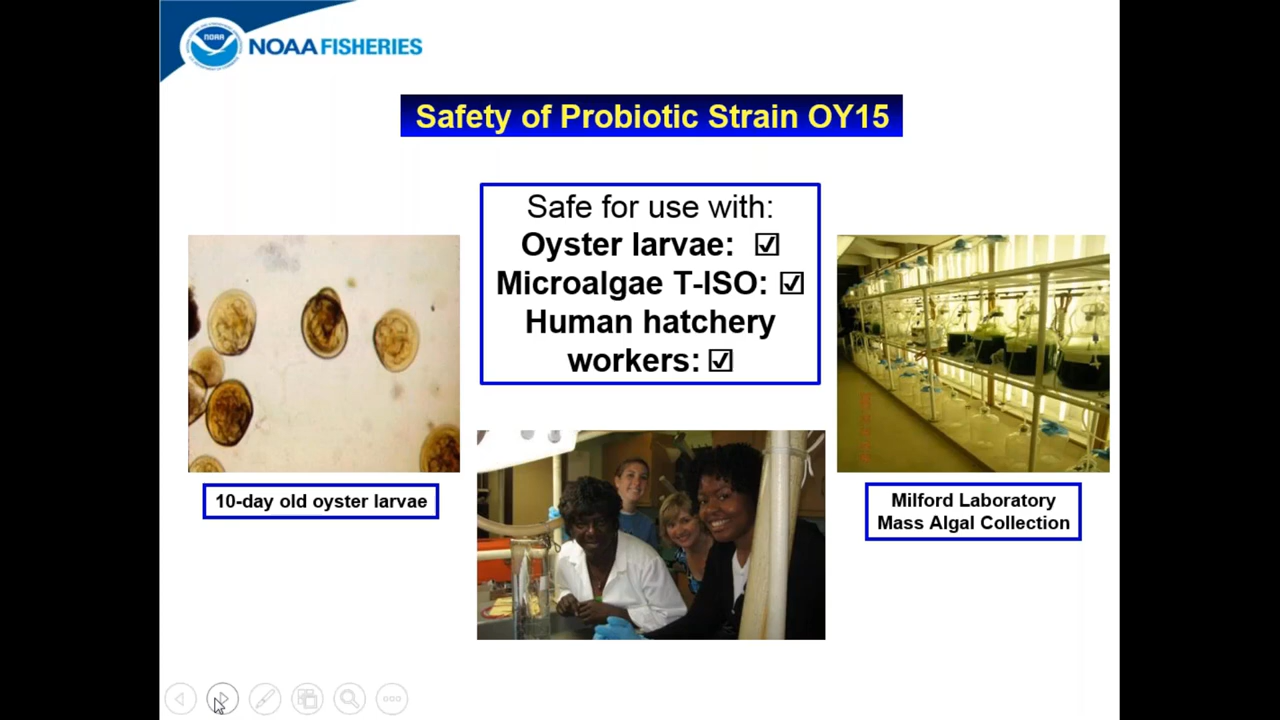 NOAA
NOAA FISHERIES
Safety of Probiotic Strain OY15
Safe for use with:
Oyster larvae: ☑
Microalgae T-ISO: ☑
Human hatchery
workers: ☑
10-day old oyster larvae
Milford Laboratory
Mass Algal Collection